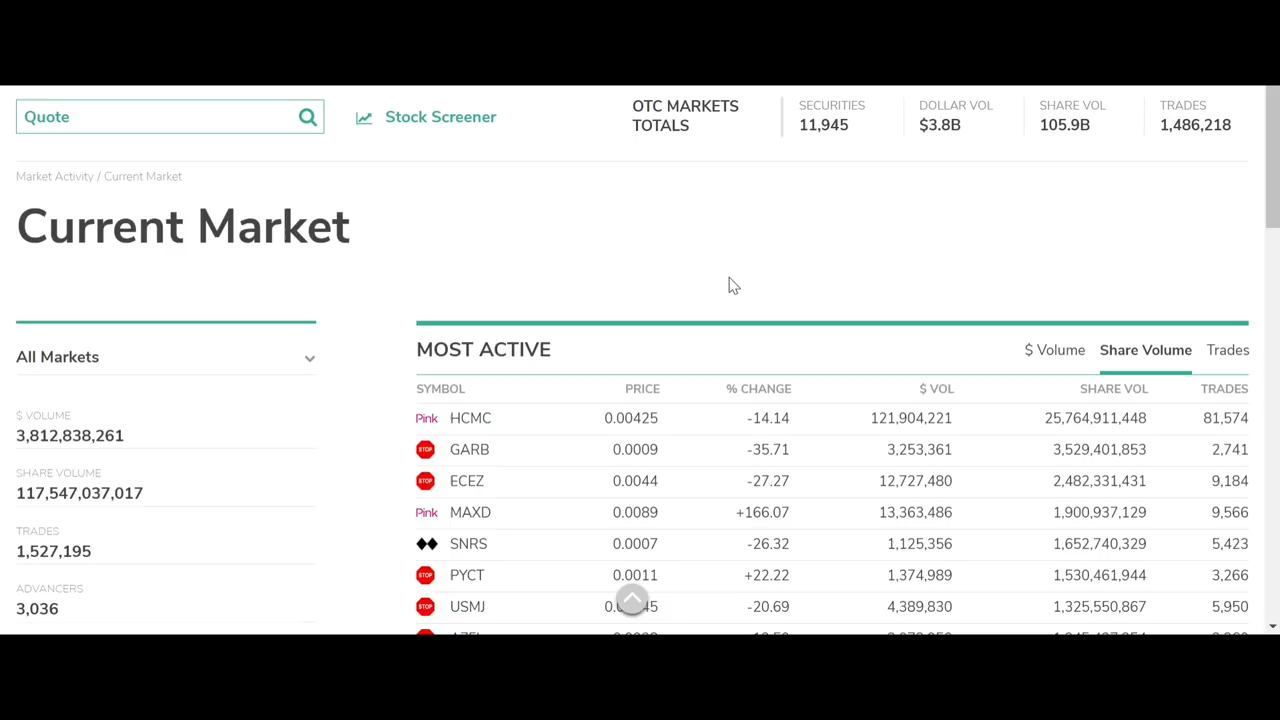 Quote
Stock Screener
OTC MARKETS TOTALS
SECURITIES 11,945
DOLLAR VOL $3.8B
SHARE VOL 105.9B
TRADES 1,486,218
Market Activity / Current Market
Current Market
All Markets
$ VOLUME
3,812,838,261
SHARE VOLUME
117,547,037,017
TRADES
1,527,195
ADVANCERS
3,036
MOST ACTIVE $ Volume Share Volume Trades
SYMBOL PRICE % CHANGE $ VOL SHARE VOL TRADES
Pink HCMC 0.00425 -14.14 121,904,221 25,764,911,448 81,574
STOP GARB 0.0009 -35.71 3,253,361 3,529,401,853 2,741
STOP ECEZ 0.0044 -27.27 12,727,480 2,482,331,431 9,184
Pink MAXD 0.0089 +166.07 13,363,486 1,900,937,129 9,566
SNRS 0.0007 -26.32 1,125,356 1,652,740,329 5,423
STOP PYCT 0.0011 +22.22 1,374,989 1,530,461,944 3,266
STOP USMJ -20.69 4,389,830 1,325,550,867 5,950